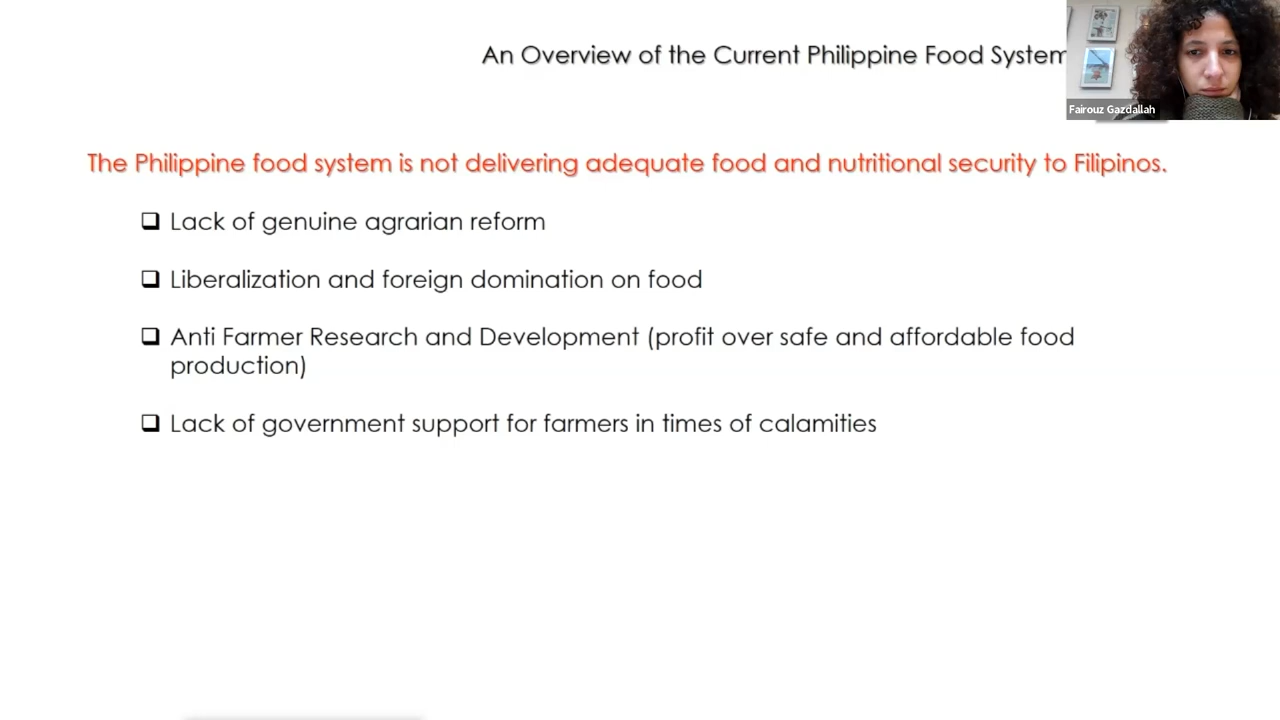 An Overview of the Current Philippine Food System
Fairouz Gazdallah
The Philippine food system is not delivering adequate food and nutritional security to Filipinos.
❑ Lack of genuine agrarian reform
❑ Liberalization and foreign domination on food
❑ Anti Farmer Research and Development (profit over safe and affordable food
production)
❑ Lack of government support for farmers in times of calamities